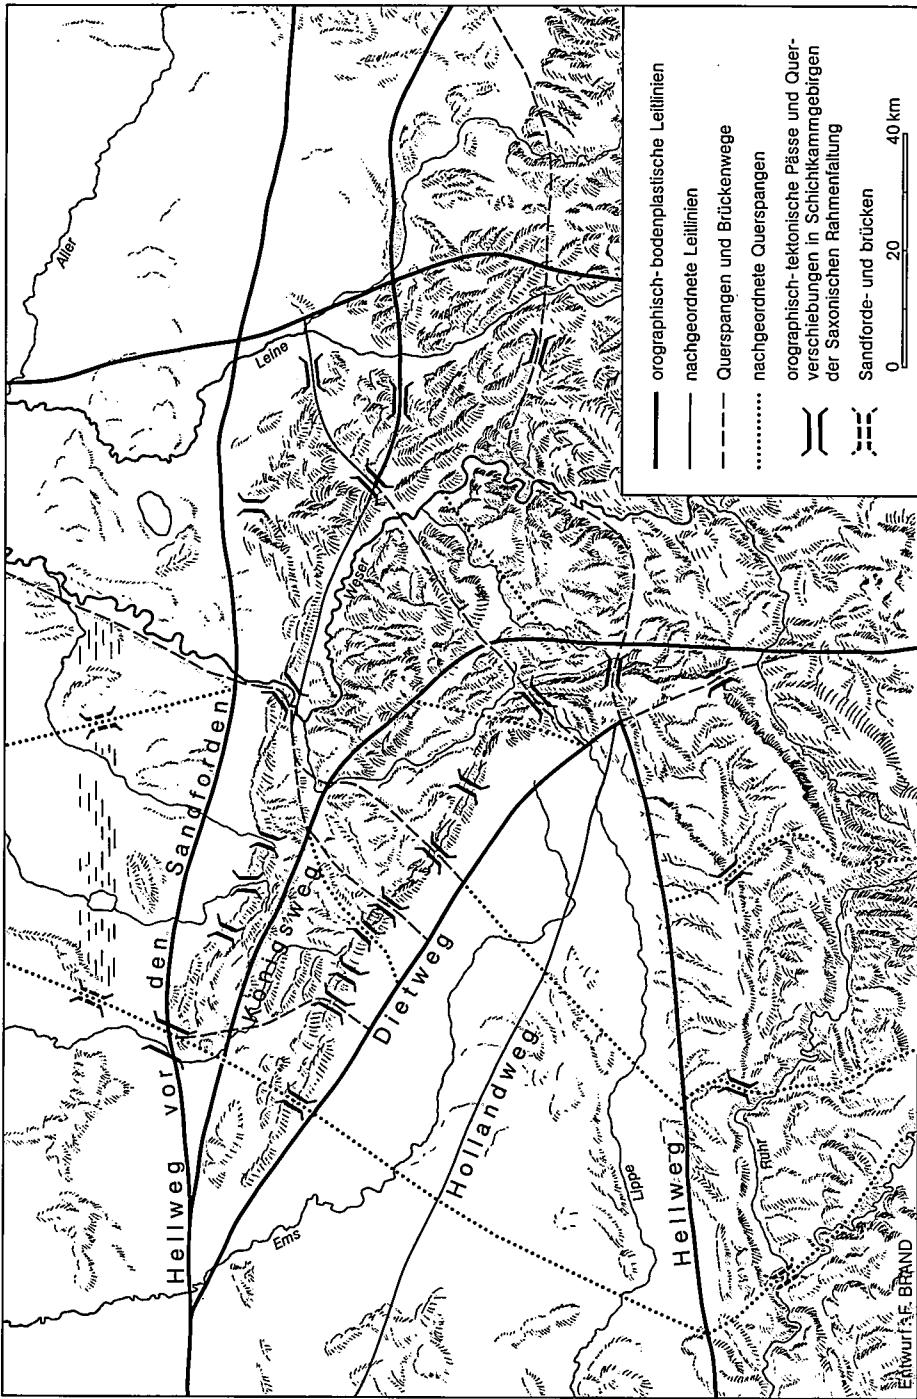 Aller
Leine
Weser
Hellweg vor den Sandforden
Königsweg
Dietweg
Hollandweg
Hellweg
Ems
Lippe
Ruhr
orographisch-bodenplastische Leitlinien
nachgeordnete Leitlinien
Querspangen und Brückenwege
nachgeordnete Querspangen
orographisch-tektonische Pässe und Quer-
verschiebungen in Schichtkammgebirgen
der Saxonischen Rahmenfaltung
Sandforde- und brücken
0 20 40 km
Entwurf: F. BRAND